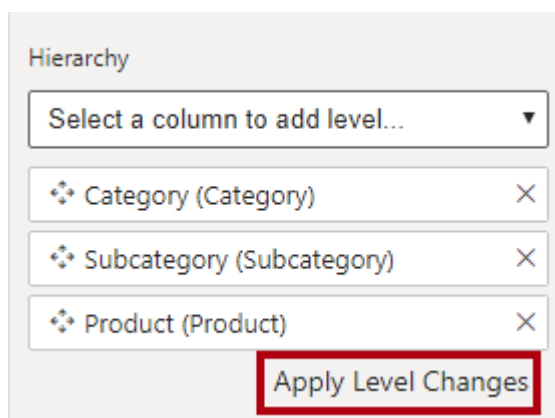 Hierarchy
Select a column to add level...
Category (Category)
Subcategory (Subcategory)
Product (Product)
Apply Level Changes